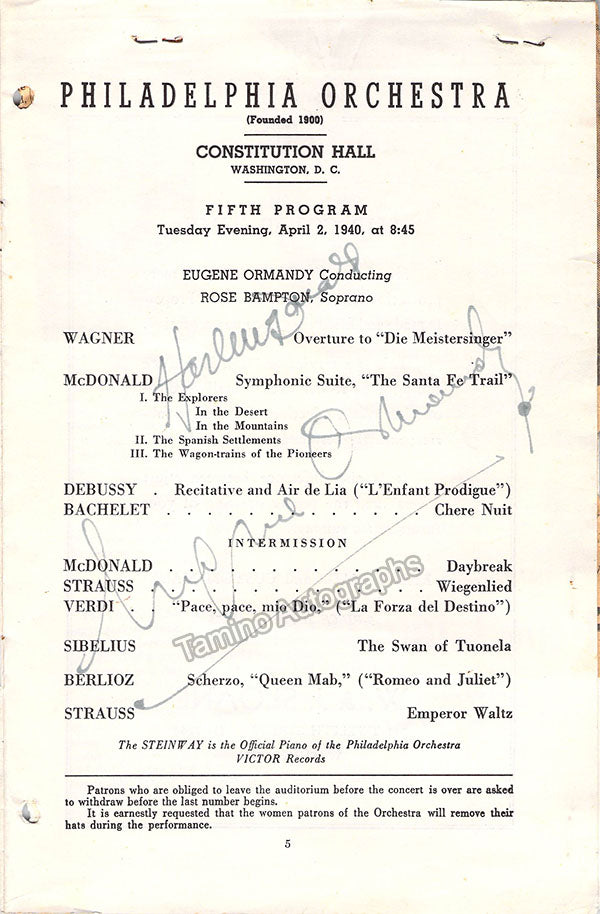 PHILADELPHIA ORCHESTRA
(Founded 1900)
CONSTITUTION HALL
WASHINGTON, D. C.
FIFTH PROGRAM
Tuesday Evening, April 2, 1940, at 8:45
EUGENE ORMANDY Conducting
ROSE BAMPTON, Soprano
Harl McDonald
WAGNER Overture to "Die Meistersinger"
McDONALD Symphonic Suite, "The Santa Fe Trail"
I. The Explorers
In the Desert
In the Mountains
II. The Spanish Settlements
III. The Wagon-trains of the Pioneers
Ormandy
DEBUSSY . Recitative and Air de Lia ("L'Enfant Prodigue")
BACHELET . . . . . . . . . . . . . Chere Nuit
INTERMISSION
McDONALD . . . . . . . . . . . . Daybreak
STRAUSS . . . . . . . . . . . . Wiegenlied
VERDI . . "Pace, pace, mio Dio," ("La Forza del Destino")
Tamino Autographs
SIBELIUS The Swan of Tuonela
BERLIOZ Scherzo, "Queen Mab," ("Romeo and Juliet")
STRAUSS Emperor Waltz
The STEINWAY is the Official Piano of the Philadelphia Orchestra
VICTOR Records
Patrons who are obliged to leave the auditorium before the concert is over are asked
to withdraw before the last number begins.
It is earnestly requested that the women patrons of the Orchestra will remove their
hats during the performance.
5